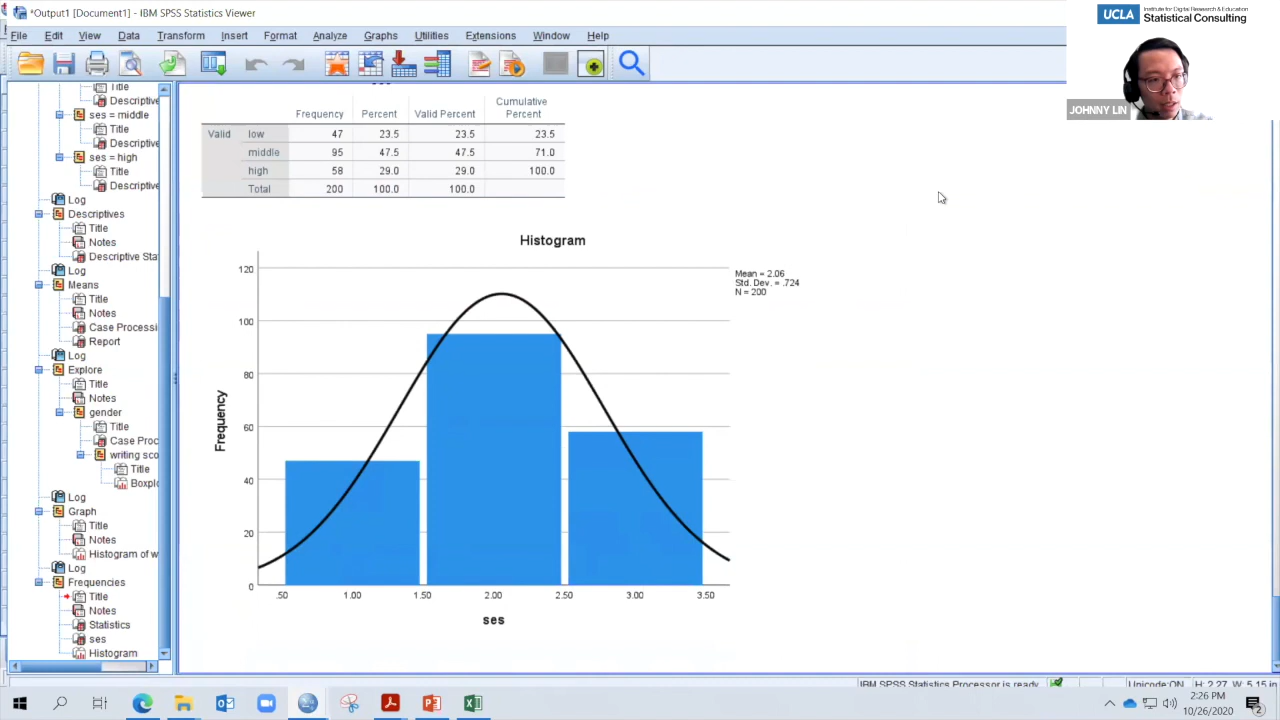 *Output1 [Document1] - IBM SPSS Statistics Viewer
File Edit View Data Transform Insert Format Analyze Graphs Utilities Extensions Window Help
UCLA Institute for Digital Research & Education
Statistical Consulting
JOHNNY LIN
Title
Descriptive
ses = middle
Title
Descriptive
ses = high
Title
Descriptive
Log
Descriptives
Title
Notes
Descriptive Sta
Log
Means
Title
Notes
Case Processi
Report
Log
Explore
Title
Notes
gender
Title
Case Proc
writing sco
Title
Boxplo
Log
Graph
Title
Notes
Histogram of w
Log
Frequencies
Title
Notes
Statistics
ses
Histogram
Frequency Percent Valid Percent Cumulative Percent
Valid low 47 23.5 23.5 23.5
middle 95 47.5 47.5 71.0
high 58 29.0 29.0 100.0
Total 200 100.0 100.0
Histogram
Mean = 2.06
Std. Dev. = .724
N = 200
Frequency
120
100
80
60
40
20
0
.50 1.00 1.50 2.00 2.50 3.00 3.50
ses
IBM SPSS Statistics Processor is ready Unicode:ON H: 2.27, W: 5.15 in
2:26 PM
10/26/2020
2